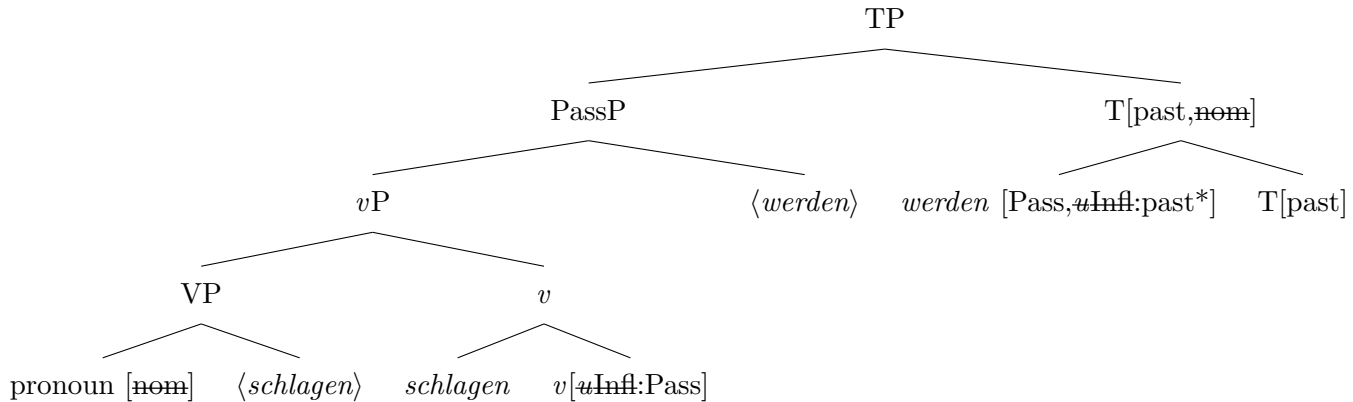 TP
PassP T[past,nom]
vP ⟨werden⟩ werden [Pass,uInfl:past*] T[past]
VP v
pronoun [nom] ⟨schlagen⟩ schlagen v[uInfl:Pass]